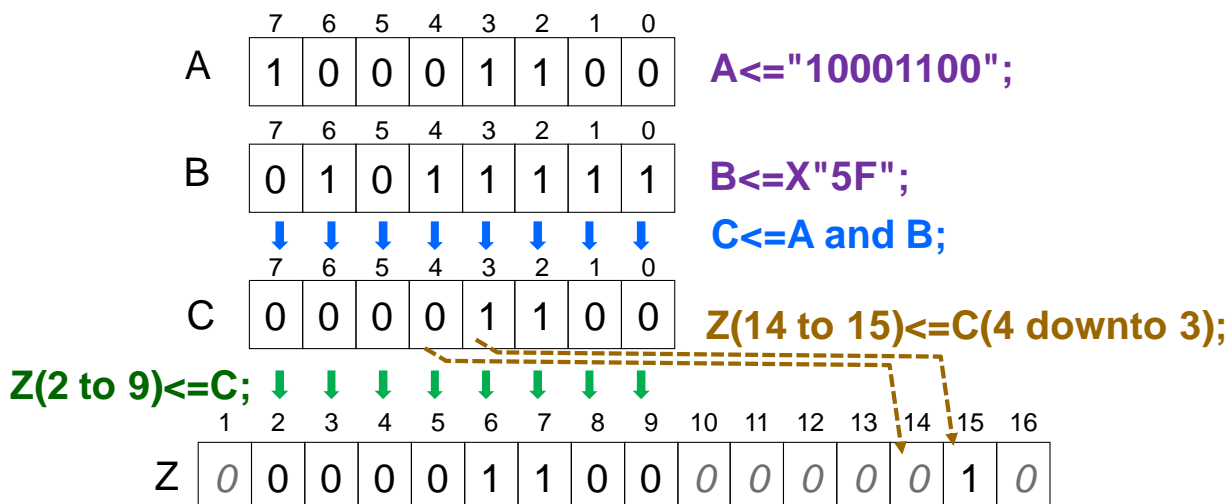 7 6 5 4 3 2 1 0
A 1 0 0 0 1 1 0 0 A<="10001100";
7 6 5 4 3 2 1 0
B 0 1 0 1 1 1 1 1 B<=X"5F";
C<=A and B;
7 6 5 4 3 2 1 0
C 0 0 0 0 1 1 0 0 Z(14 to 15)<=C(4 downto 3);
Z(2 to 9)<=C;
1 2 3 4 5 6 7 8 9 10 11 12 13 14 15 16
Z 0 0 0 0 0 1 1 0 0 0 0 0 0 0 1 0